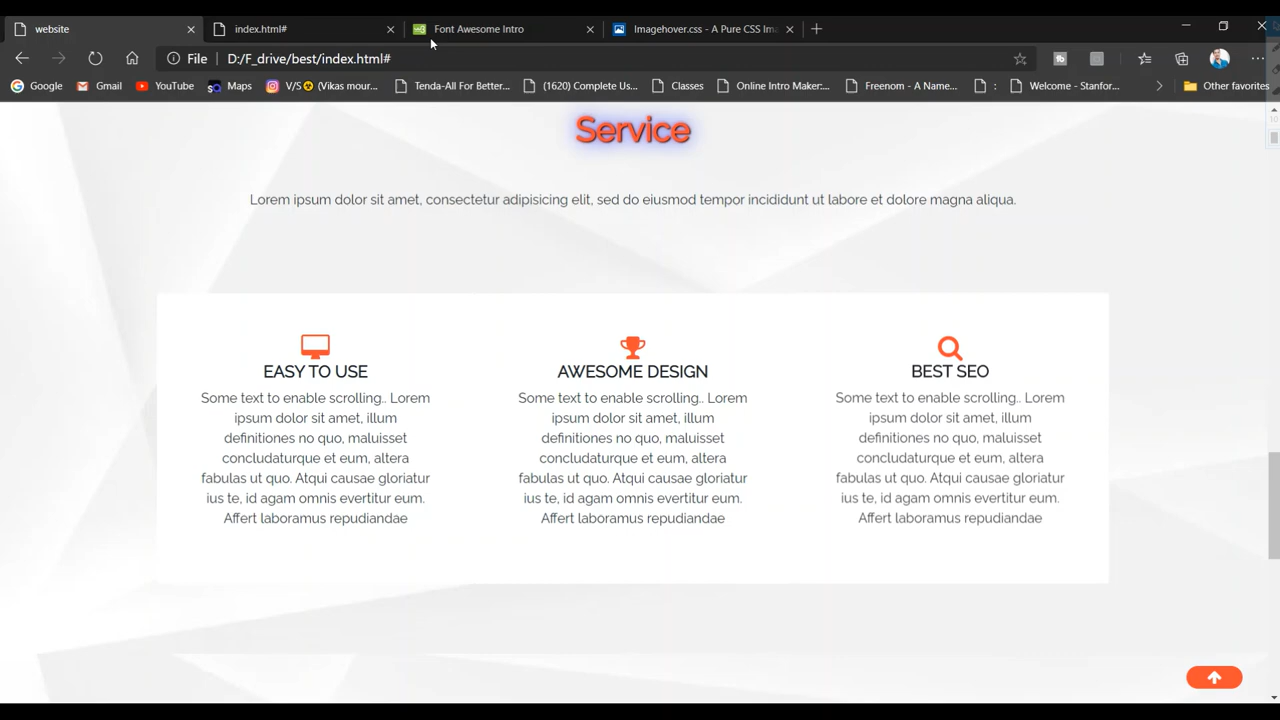 website
index.html#
Font Awesome Intro
Imagehover.css - A Pure CSS Im
File
D:/F_drive/best/index.html#
Google
Gmail
YouTube
Maps
V/S☢(Vikas mour...
Tenda-All For Better...
(1620) Complete Us...
Classes
Online Intro Maker:...
Freenom - A Name...
:
Welcome - Stanfor...
Other favorites
Service
Lorem ipsum dolor sit amet, consectetur adipisicing elit, sed do eiusmod tempor incididunt ut labore et dolore magna aliqua.
EASY TO USE
Some text to enable scrolling.. Lorem
ipsum dolor sit amet, illum
definitiones no quo, maluisset
concludaturque et eum, altera
fabulas ut quo. Atqui causae gloriatur
ius te, id agam omnis evertitur eum.
Affert laboramus repudiandae
AWESOME DESIGN
Some text to enable scrolling.. Lorem
ipsum dolor sit amet, illum
definitiones no quo, maluisset
concludaturque et eum, altera
fabulas ut quo. Atqui causae gloriatur
ius te, id agam omnis evertitur eum.
Affert laboramus repudiandae
BEST SEO
Some text to enable scrolling.. Lorem
ipsum dolor sit amet, illum
definitiones no quo, maluisset
concludaturque et eum, altera
fabulas ut quo. Atqui causae gloriatur
ius te, id agam omnis evertitur eum.
Affert laboramus repudiandae